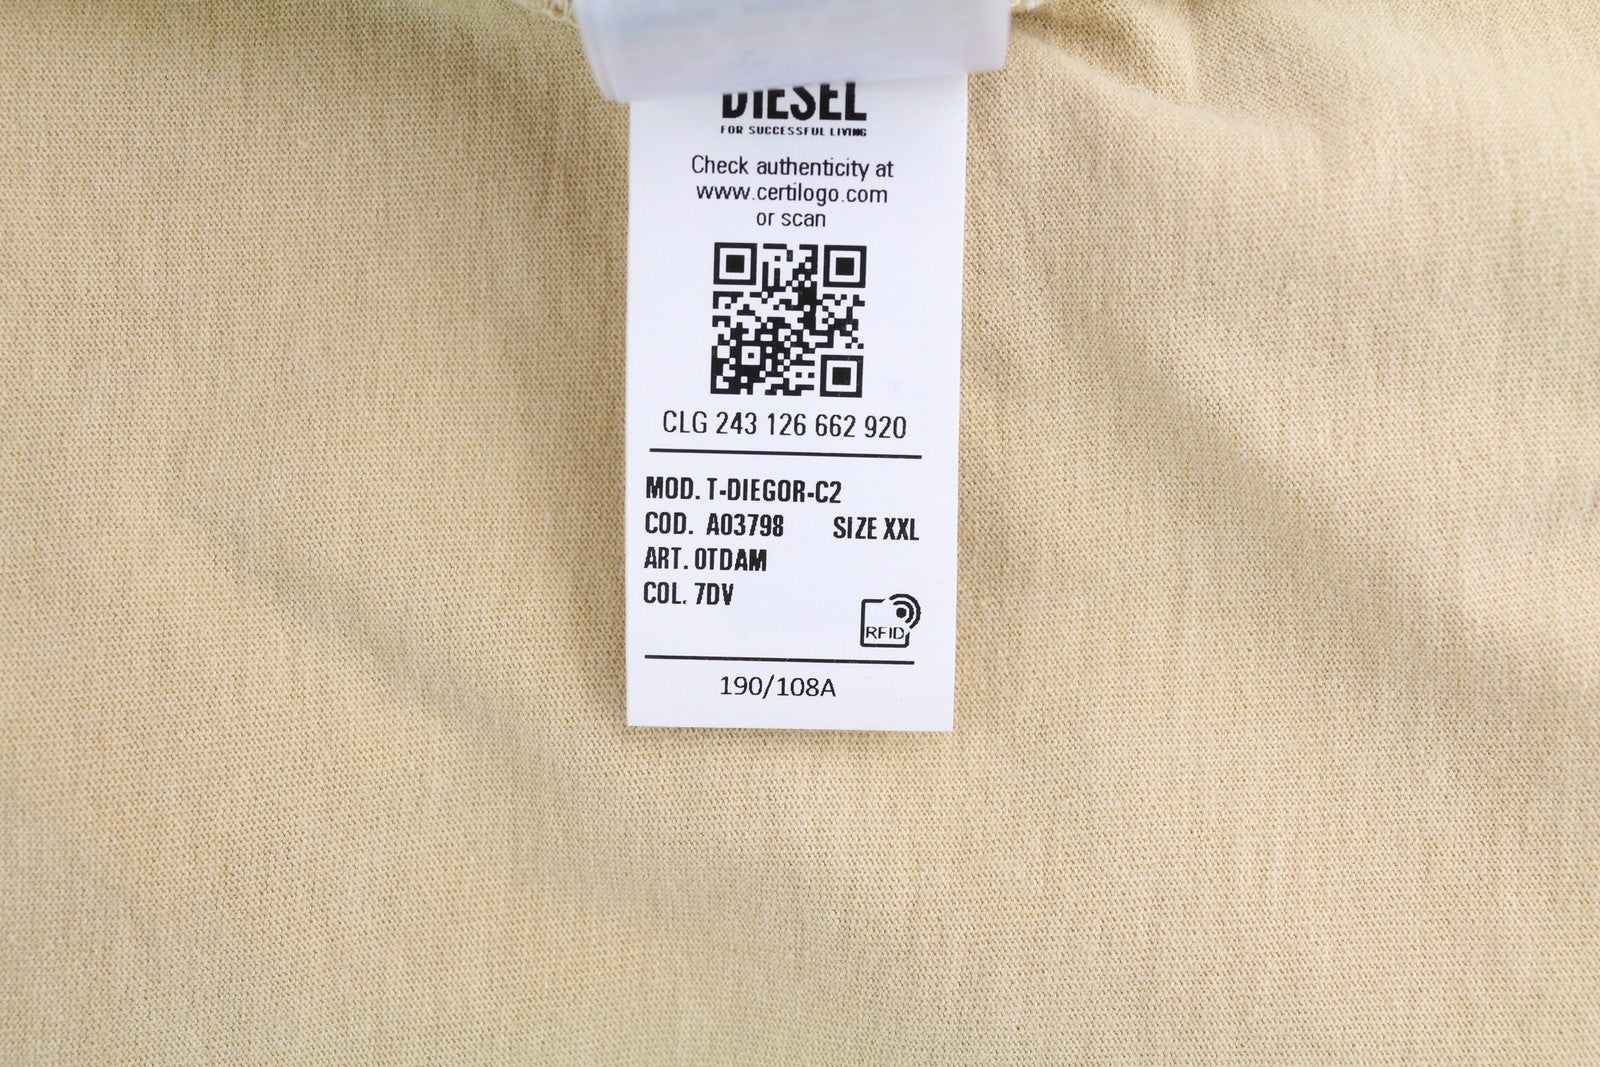 DIESEL
FOR SUCCESSFUL LIVING
Check authenticity at
www.certilogo.com
or scan
CLG 243 126 662 920
MOD. T-DIEGOR-C2
COD. A03798 SIZE XXL
ART. 0TDAM
COL. 7DV
RFID
190/108A